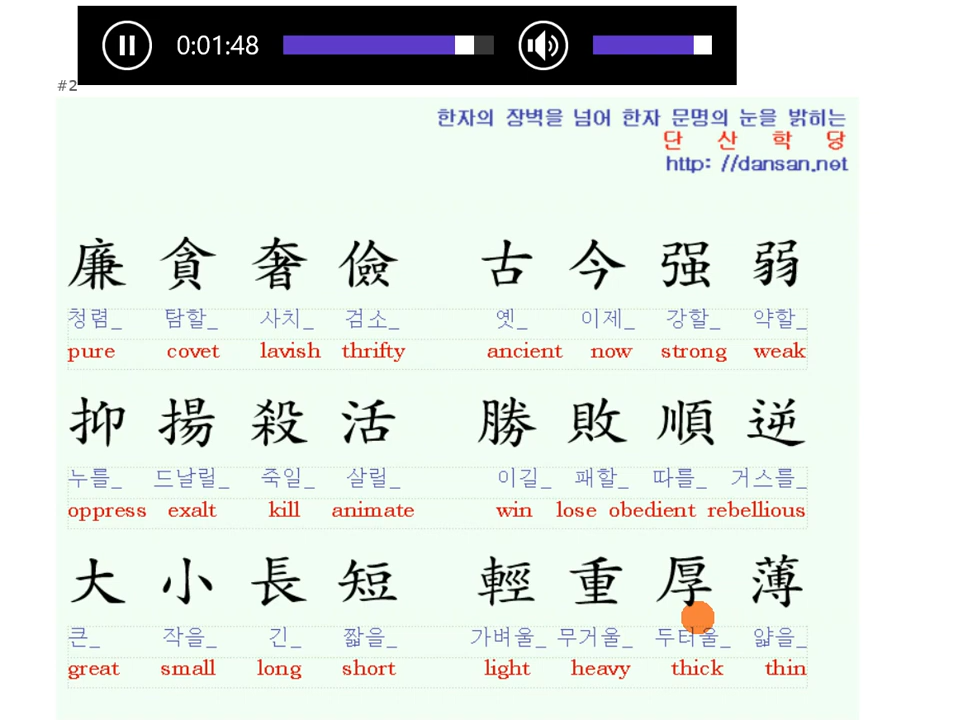 0:01:48
#2
한자의 장벽을 넘어 한자 문명의 눈을 밝히는
단 산 학 당
http: //dansan.net
廉 貪 奢 儉 古 今 强 弱
청렴_ 탐할_ 사치_ 검소_ 옛_ 이제_ 강할_ 약할_
pure covet lavish thrifty ancient now strong weak
抑 揚 殺 活 勝 敗 順 逆
누를_ 드날릴_ 죽일_ 살릴_ 이길_ 패할_ 따를_ 거스를_
oppress exalt kill animate win lose obedient rebellious
大 小 長 短 輕 重 厚 薄
큰_ 작을_ 긴_ 짧을_ 가벼울_ 무거울_ 두터울_ 얇을_
great small long short light heavy thick thin